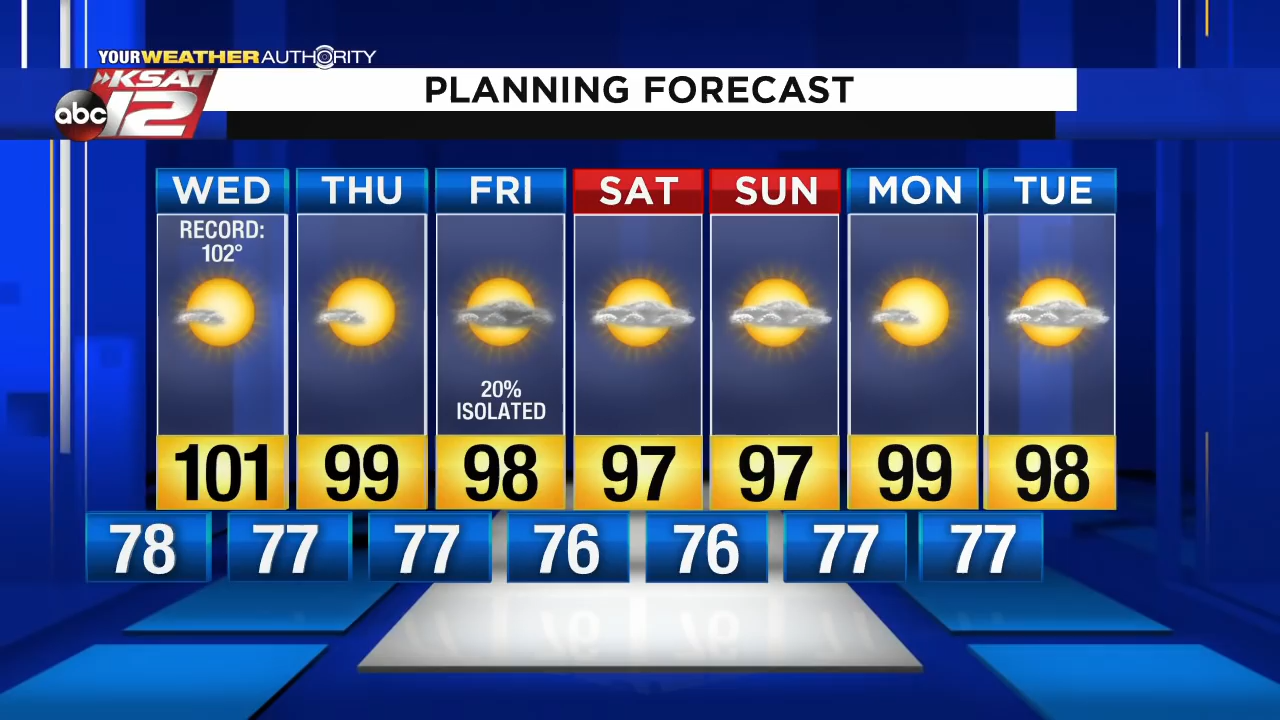 YOURWEATHERAUTHORITY
KSAT
abc 12
PLANNING FORECAST
WED THU FRI SAT SUN MON TUE
RECORD:
102°
20%
ISOLATED
101 99 98 97 97 99 98
78 77 77 76 76 77 77